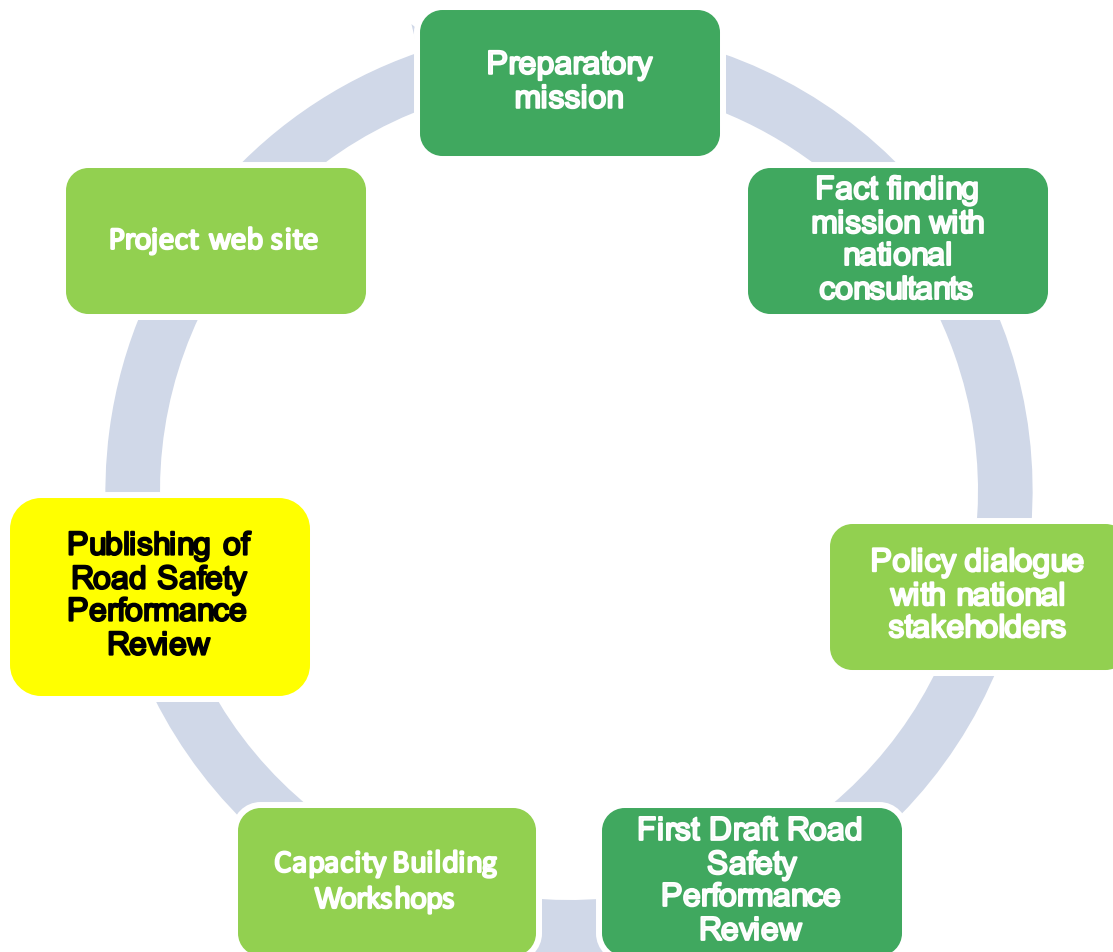 Preparatory
mission
Fact finding
mission with
national
consultants
Policy dialogue
with national
stakeholders
First Draft Road
Safety
Performance
Review
Capacity Building
Workshops
Publishing of
Road Safety
Performance
Review
Project web site